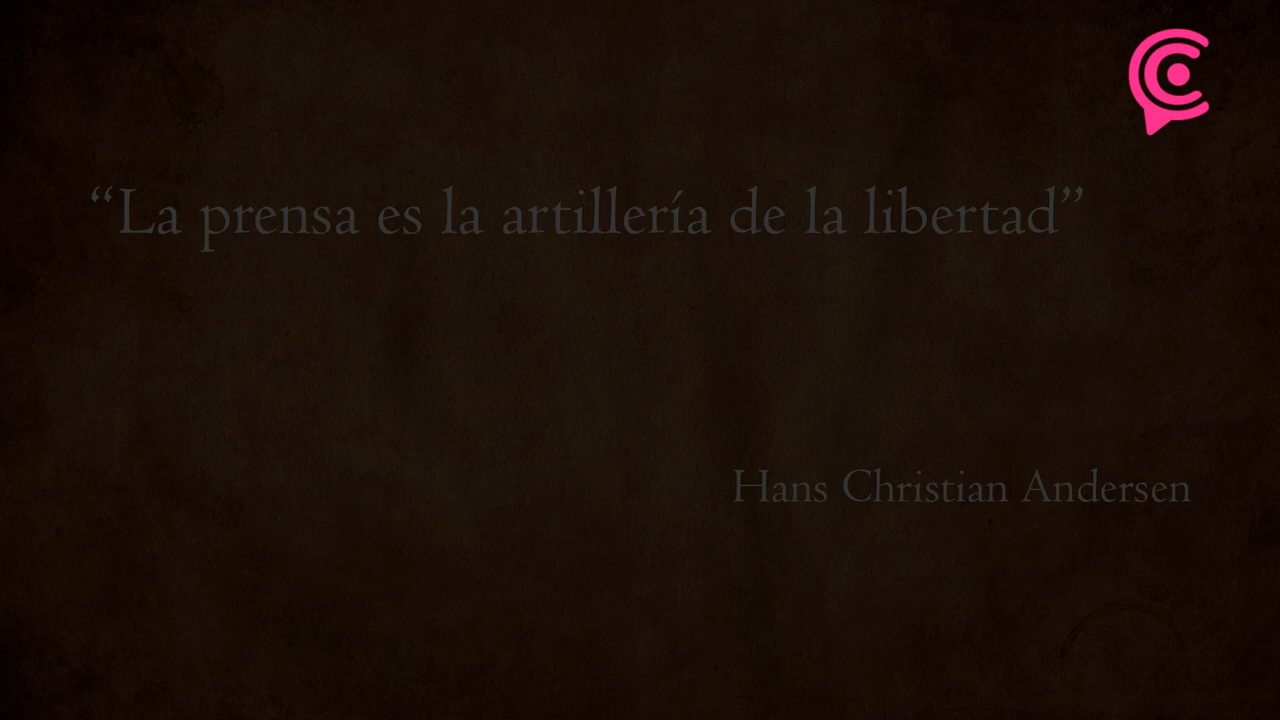 “La prensa es la artillería de la libertad”
Hans Christian Andersen